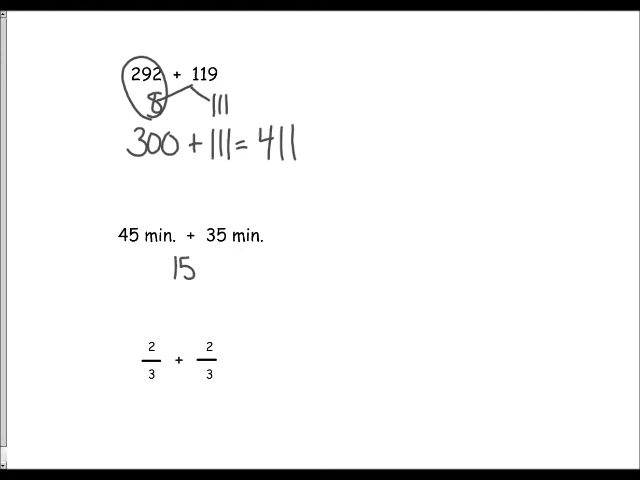 292 + 119
8 111
300 + 111 = 411
45 min. + 35 min.
15
2 2
— + —
3 3